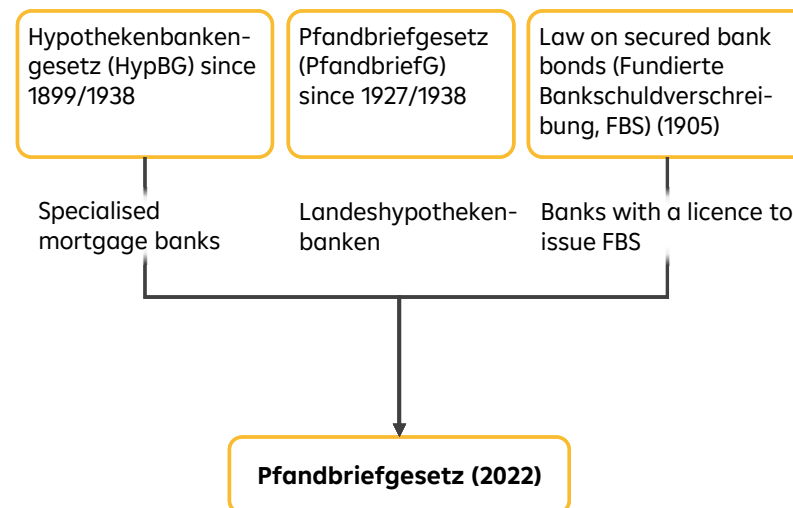 Hypothekenbanken-
gesetz (HypBG) since
1899/1938
Pfandbriefgesetz
(PfandbriefG)
since 1927/1938
Law on secured bank
bonds (Fundierte
Bankschuldverschrei-
bung, FBS) (1905)
Specialised
mortgage banks
Landeshypotheken-
banken
Banks with a licence to
issue FBS
Pfandbriefgesetz (2022)